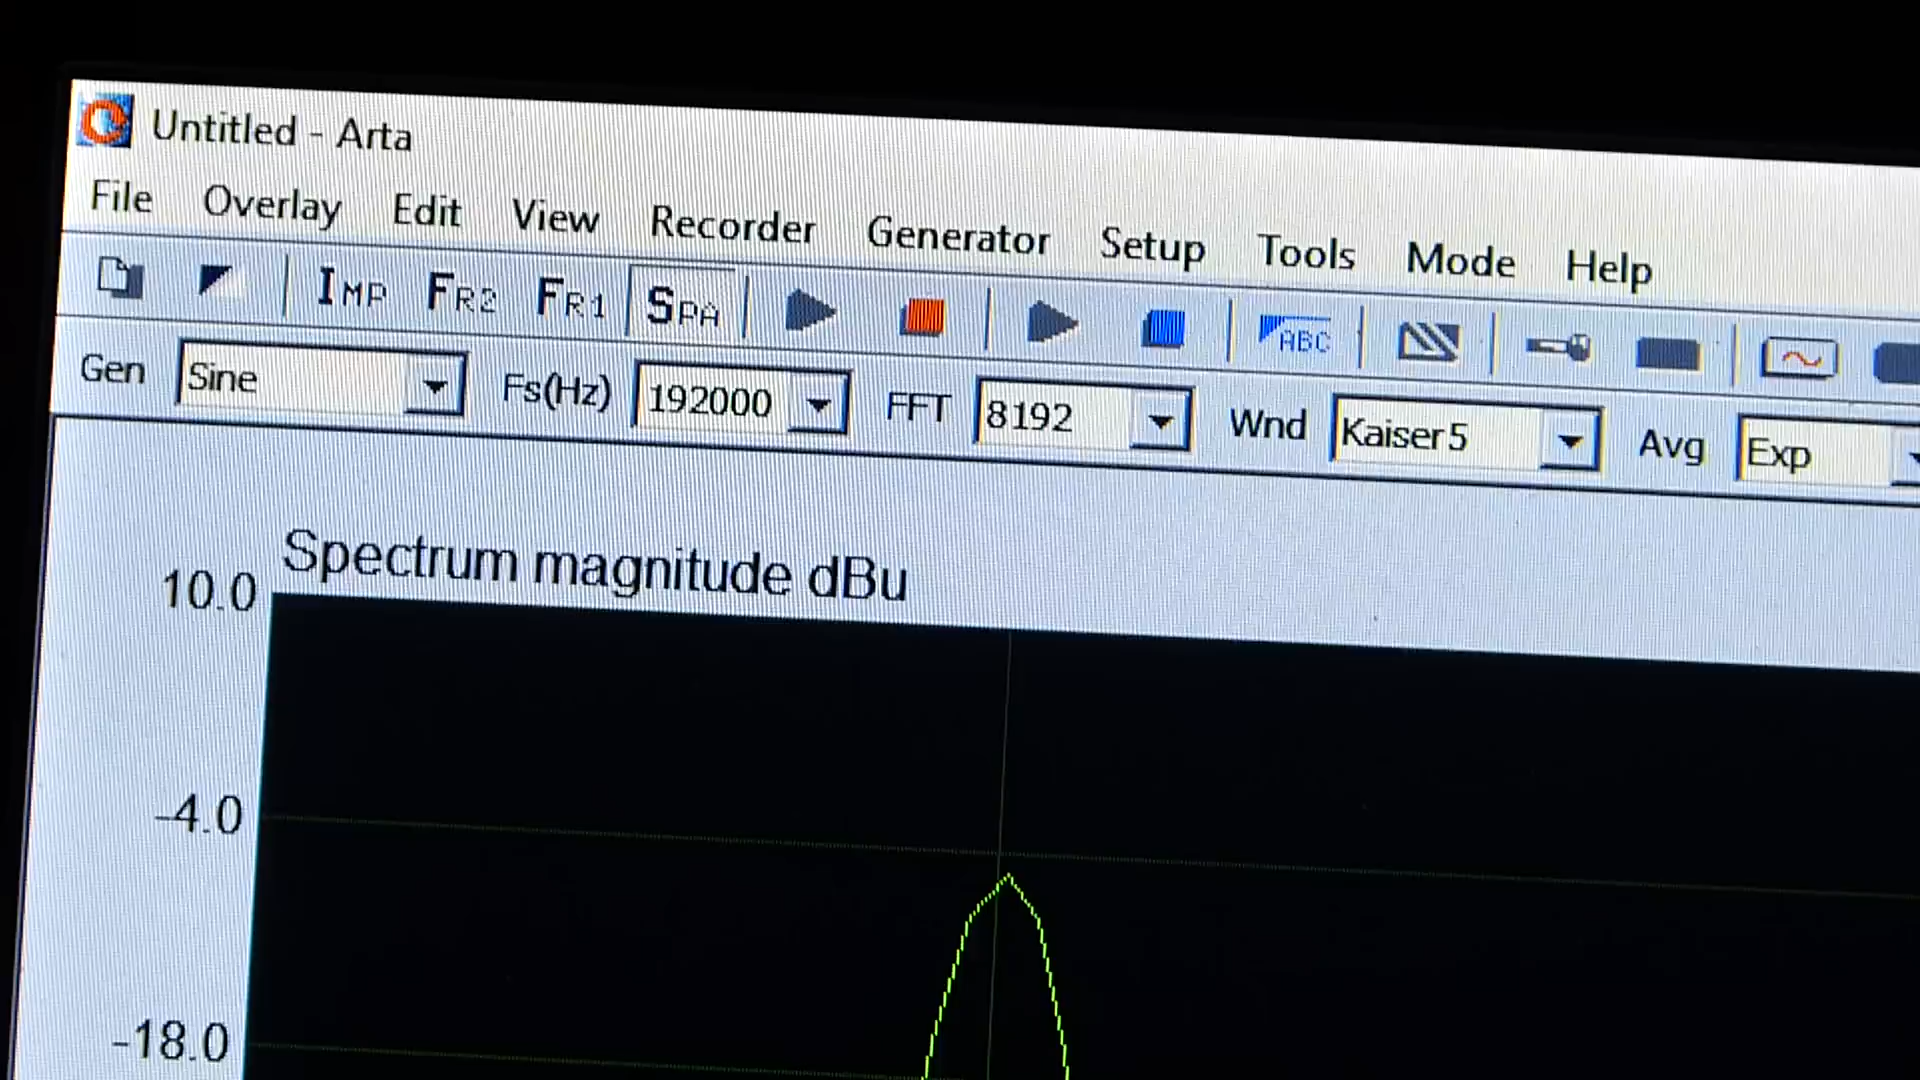 Untitled - Arta
File Overlay Edit View Recorder Generator Setup Tools Mode Help
IMP FR2 FR1 SPA ABC
Gen Sine Fs(Hz) 192000 FFT 8192 Wnd Kaiser5 Avg Exp
Spectrum magnitude dBu
10.0
-4.0
-18.0